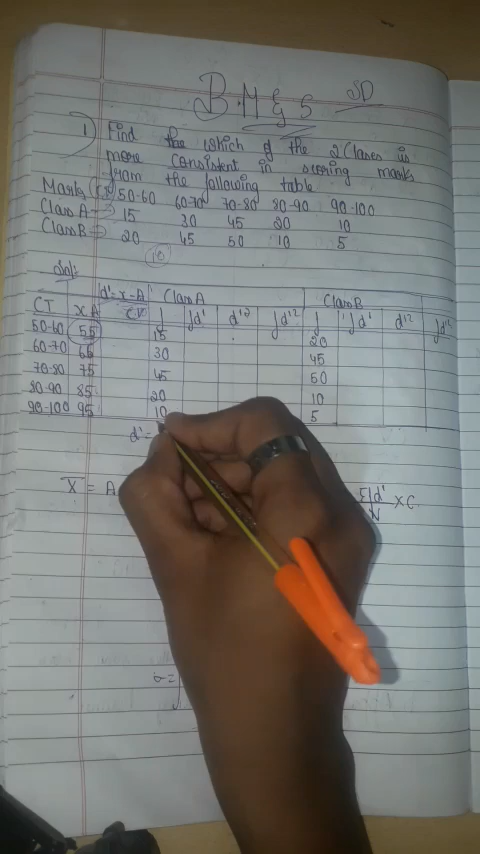 B.M & S SD
1) Find the which of the 2 Classes is
more consistent in scoring marks
from the following table
Marks 50-60 60-70 70-80 80-90 90-100
Class A → 15 30 45 20 10
Class B → 20 45 50 10 5
10
Sol:
d'= x-A Class A Class B
CT x A C f fd' d'2 fd'2 f fd' d'2 fd'2
50-60 55 15 20
60-70 65 30 45
70-80 75 45 50
80-90 85 20 10
90-100 95 10 5
d' =
X̄ = A Σfd'/N × C
σ = √